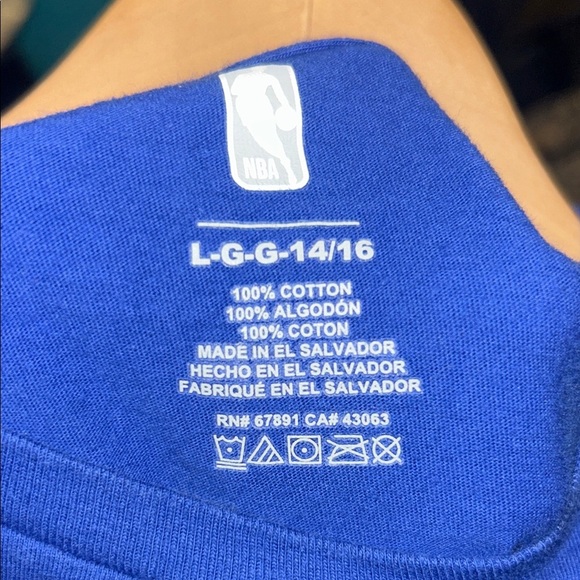 NBA
L-G-G-14/16
100% COTTON
100% ALGODÓN
100% COTON
MADE IN EL SALVADOR
HECHO EN EL SALVADOR
FABRIQUÉ EN EL SALVADOR
RN# 67891 CA# 43063